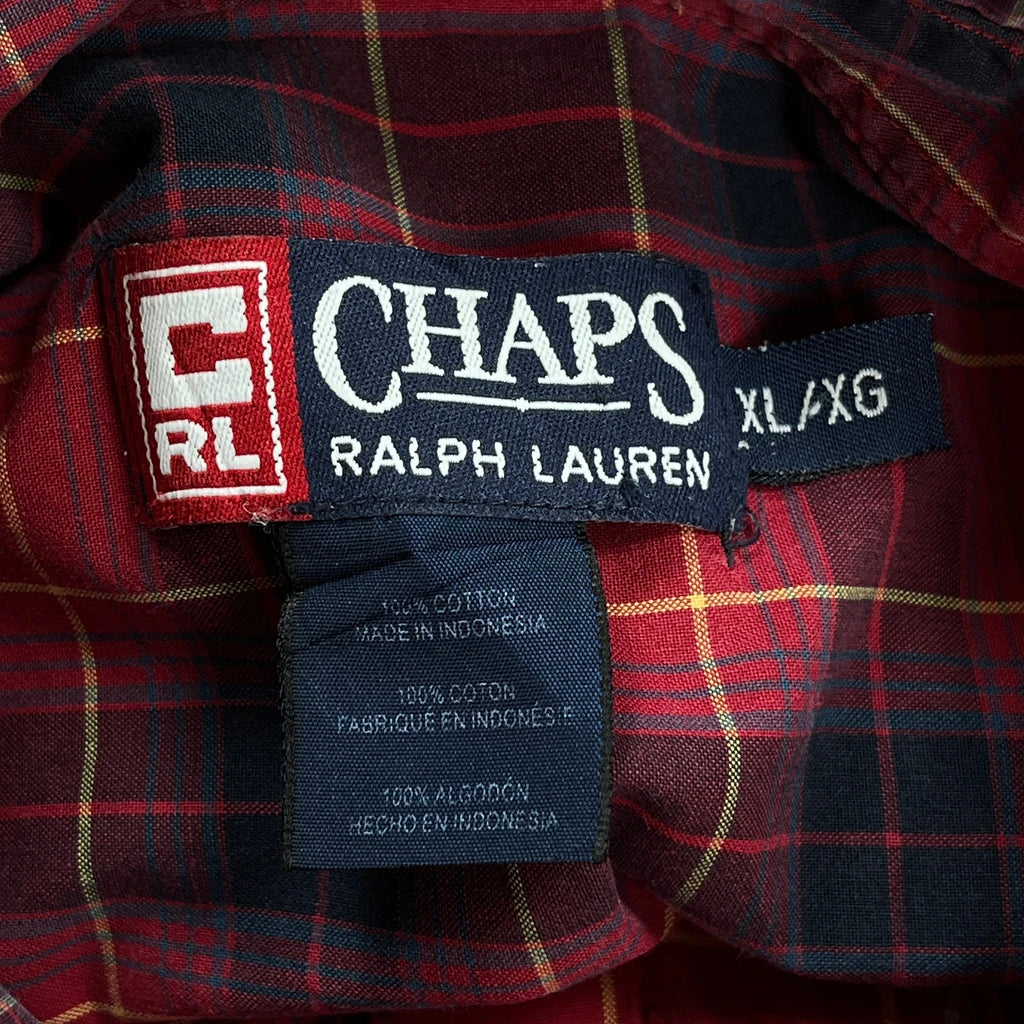 C
RL
CHAPS
RALPH LAUREN
XL/XG
100% COTTON
MADE IN INDONESIA
100% COTON
FABRIQUE EN INDONÉSIE
100% ALGODÓN
HECHO EN INDONESIA